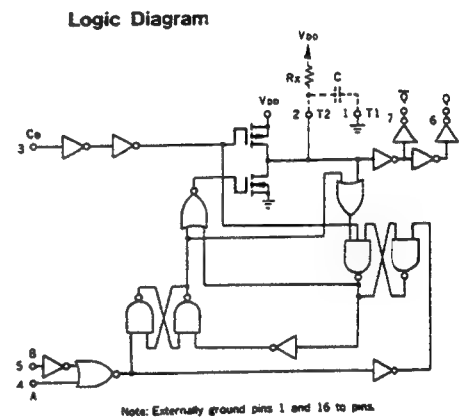 Logic Diagram
VDD
Rx
C
VDD
2 T2 1 T1
Q̅
7
Q
6
CD
3
B
5
4
A
Note: Externally ground pins 1 and 16 to pins.